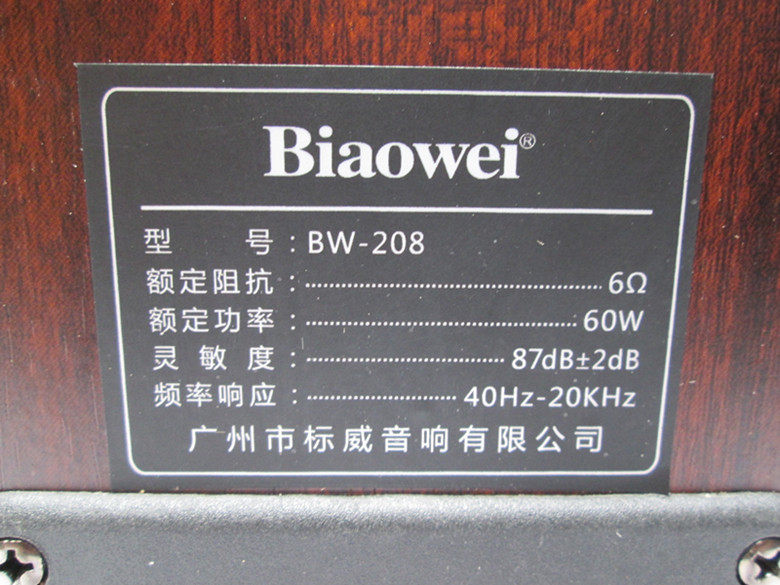 Biaowei®
型号：BW-208
额定阻抗：........................................ 6Ω
额定功率：........................................ 60W
灵敏度：.............................. 87dB±2dB
频率响应：...................... 40Hz-20KHz
广州市标威音响有限公司